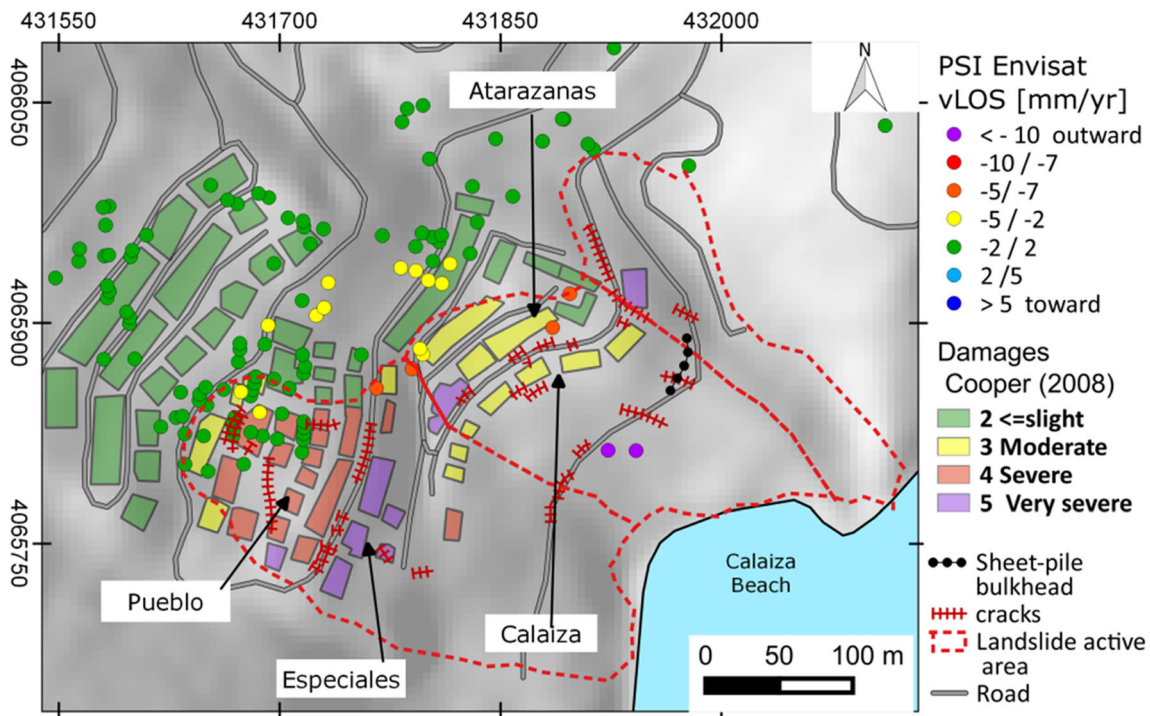 431550
431700
431850
432000
4066050
4065900
4065750
N
Atarazanas
Pueblo
Especiales
Calaiza
Calaiza
Beach
0 50 100 m
PSI Envisat
vLOS [mm/yr]
< - 10 outward
-10 / -7
-5/ -7
-5/ -2
-2/ 2
2 /5
> 5 toward
Damages
Cooper (2008)
2 <=slight
3 Moderate
4 Severe
5 Very severe
Sheet-pile
bulkhead
cracks
Landslide active
area
Road